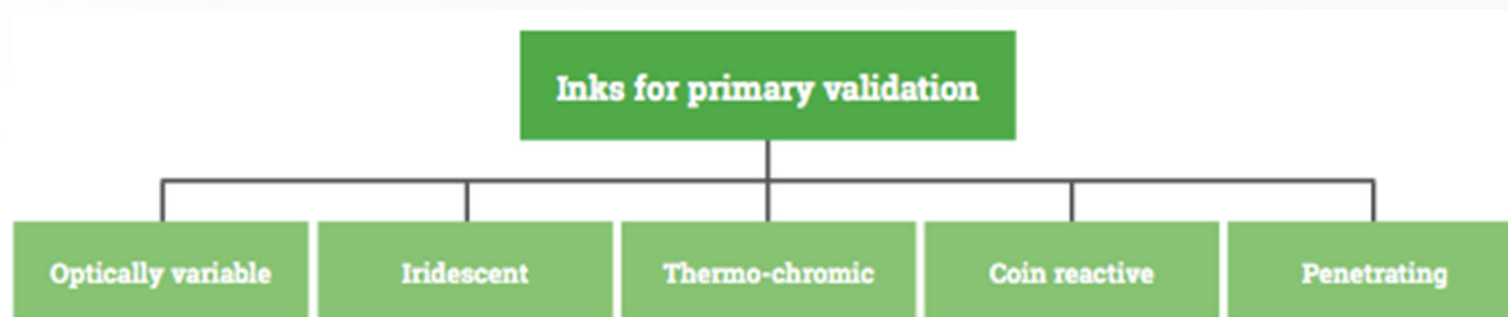 Inks for primary validation
Optically variable
Iridescent
Thermo-chromic
Coin reactive
Penetrating